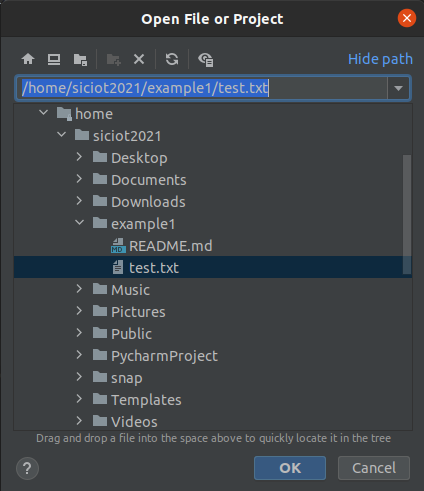 Open File or Project
Hide path
/home/siciot2021/example1/test.txt
home
siciot2021
Desktop
Documents
Downloads
example1
MD README.md
test.txt
Music
Pictures
Public
PycharmProject
snap
Templates
Videos
Drag and drop a file into the space above to quickly locate it in the tree
? OK Cancel